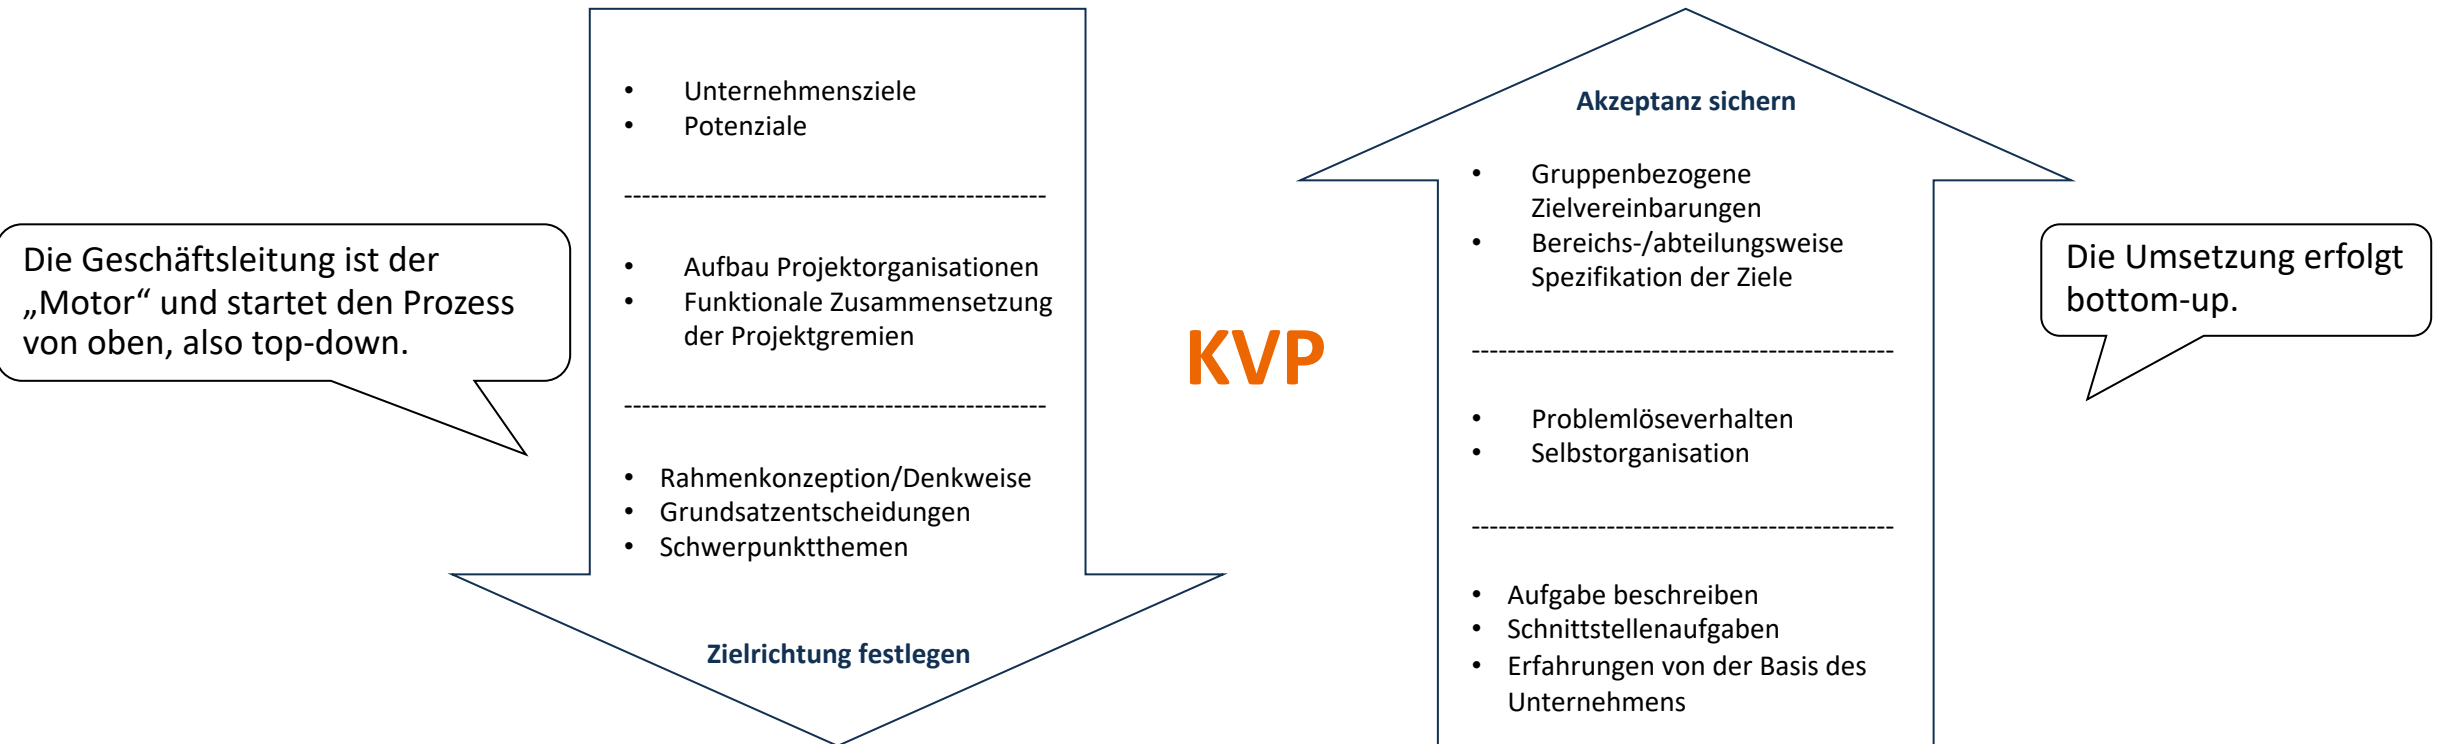 Die Geschäftsleitung ist der
„Motor“ und startet den Prozess
von oben, also top-down.
• Unternehmensziele
• Potenziale
-----------------------------------------------
• Aufbau Projektorganisationen
• Funktionale Zusammensetzung
der Projektgremien
-----------------------------------------------
• Rahmenkonzeption/Denkweise
• Grundsatzentscheidungen
• Schwerpunktthemen
Zielrichtung festlegen
KVP
Akzeptanz sichern
• Gruppenbezogene
Zielvereinbarungen
• Bereichs-/abteilungsweise
Spezifikation der Ziele
-----------------------------------------------
• Problemlöseverhalten
• Selbstorganisation
-----------------------------------------------
• Aufgabe beschreiben
• Schnittstellenaufgaben
• Erfahrungen von der Basis des
Unternehmens
Die Umsetzung erfolgt
bottom-up.